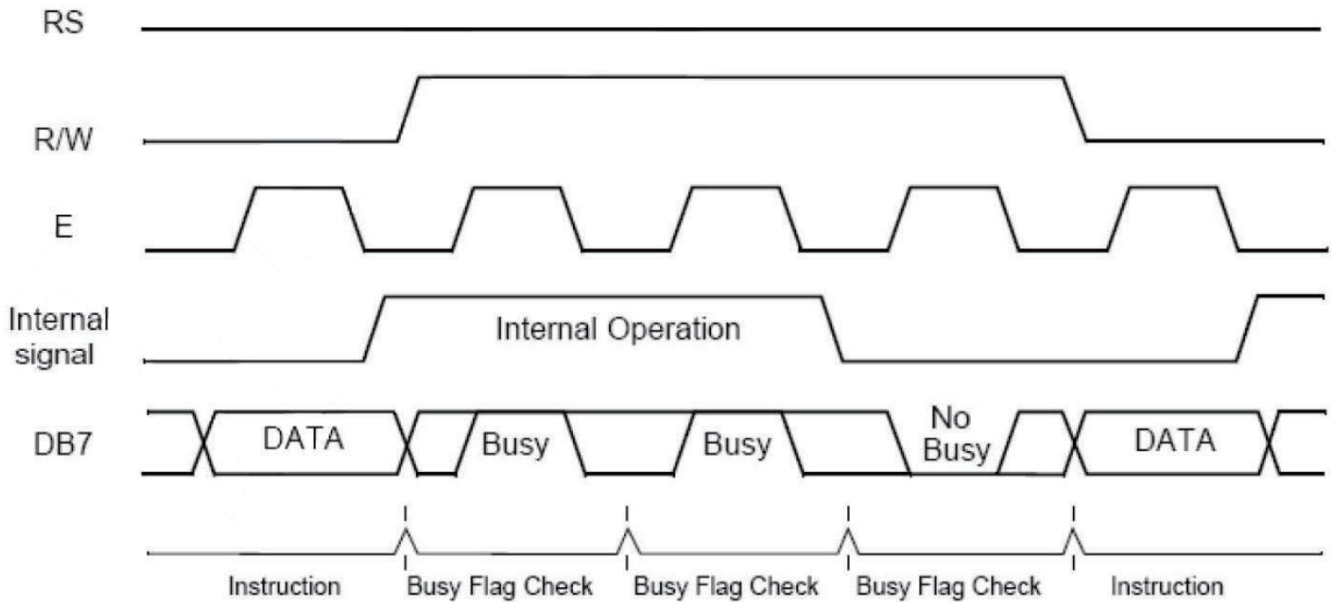 RS
R/W
E
Internal
signal
Internal Operation
DB7
DATA
Busy
Busy
No
Busy
DATA
Instruction
Busy Flag Check
Busy Flag Check
Busy Flag Check
Instruction